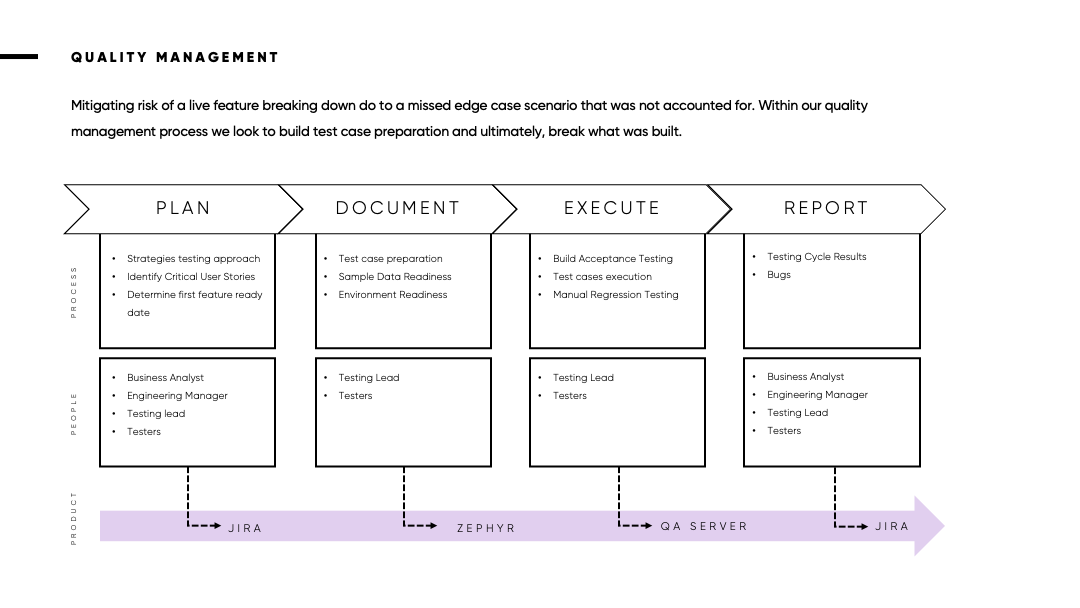 QUALITY MANAGEMENT
Mitigating risk of a live feature breaking down do to a missed edge case scenario that was not accounted for. Within our quality
management process we look to build test case preparation and ultimately, break what was built.
PLAN
DOCUMENT
EXECUTE
REPORT
PROCESS
• Strategies testing approach
• Identify Critical User Stories
• Determine first feature ready
date
• Test case preparation
• Sample Data Readiness
• Environment Readiness
• Build Acceptance Testing
• Test cases execution
• Manual Regression Testing
• Testing Cycle Results
• Bugs
PEOPLE
• Business Analyst
• Engineering Manager
• Testing lead
• Testers
• Testing Lead
• Testers
• Testing Lead
• Testers
• Business Analyst
• Engineering Manager
• Testing Lead
• Testers
PRODUCT
JIRA
ZEPHYR
QA SERVER
JIRA